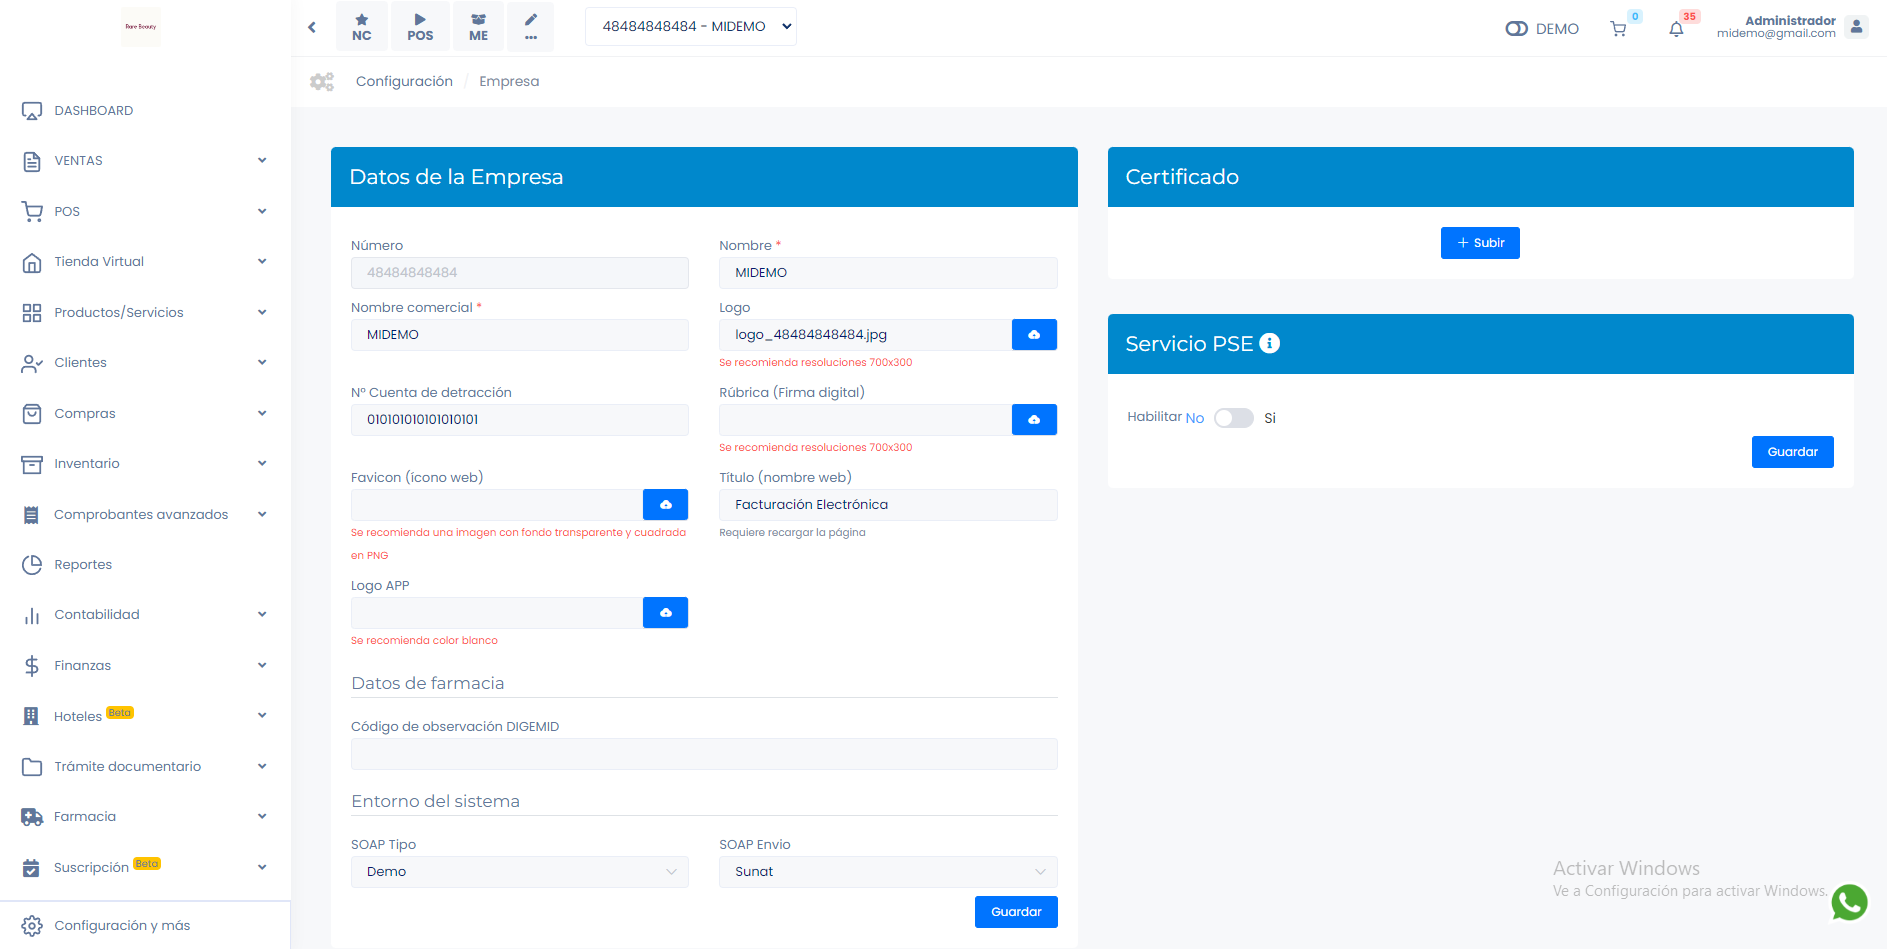 Rare Beauty
NC
POS
ME
...
48484848484 - MIDEMO
DEMO
0
35
Administrador
midemo@gmail.com
Configuración / Empresa
DASHBOARD
VENTAS
POS
Tienda Virtual
Productos/Servicios
Clientes
Compras
Inventario
Comprobantes avanzados
Reportes
Contabilidad
Finanzas
Hoteles Beta
Trámite documentario
Farmacia
Suscripción Beta
Configuración y más
Datos de la Empresa
Número
48484848484
Nombre *
MIDEMO
Nombre comercial *
MIDEMO
Logo
logo_48484848484.jpg
Se recomienda resoluciones 700x300
N° Cuenta de detracción
010101010101010101
Rúbrica (Firma digital)
Se recomienda resoluciones 700x300
Favicon (ícono web)
Se recomienda una imagen con fondo transparente y cuadrada
en PNG
Título (nombre web)
Facturación Electrónica
Requiere recargar la página
Logo APP
Se recomienda color blanco
Datos de farmacia
Código de observación DIGEMID
Entorno del sistema
SOAP Tipo
Demo
SOAP Envio
Sunat
Guardar
Certificado
+ Subir
Servicio PSE
Habilitar No Si
Guardar
Activar Windows
Ve a Configuración para activar Windows.